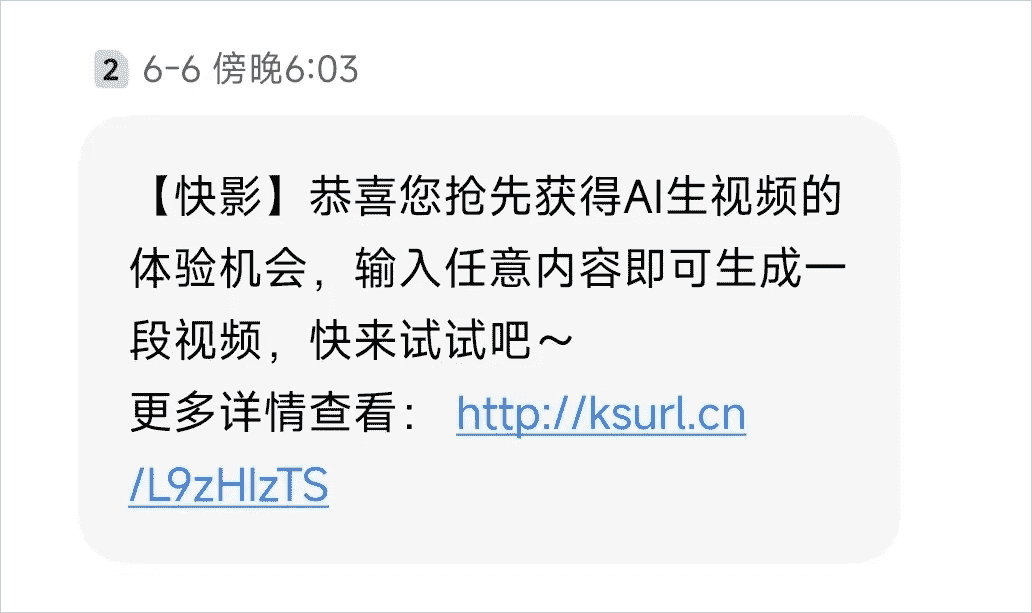 2 6-6 傍晚6:03
【快影】恭喜您抢先获得AI生视频的
体验机会，输入任意内容即可生成一
段视频，快来试试吧～
更多详情查看： http://ksurl.cn
/L9zHIzTS